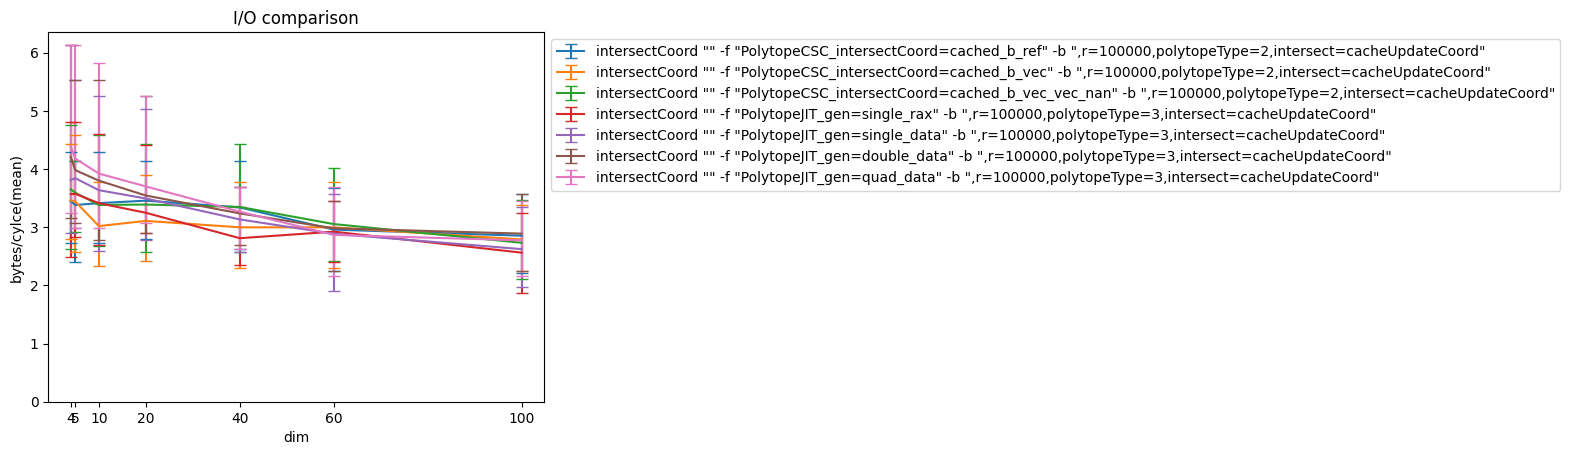 I/O comparison
6
5
4
3
2
1
0
bytes/cylce(mean)
4 5 10 20 40 60 100
dim
intersectCoord "" -f "PolytopeCSC_intersectCoord=cached_b_ref" -b ",r=100000,polytopeType=2,intersect=cacheUpdateCoord"
intersectCoord "" -f "PolytopeCSC_intersectCoord=cached_b_vec" -b ",r=100000,polytopeType=2,intersect=cacheUpdateCoord"
intersectCoord "" -f "PolytopeCSC_intersectCoord=cached_b_vec_vec_nan" -b ",r=100000,polytopeType=2,intersect=cacheUpdateCoord"
intersectCoord "" -f "PolytopeJIT_gen=single_rax" -b ",r=100000,polytopeType=3,intersect=cacheUpdateCoord"
intersectCoord "" -f "PolytopeJIT_gen=single_data" -b ",r=100000,polytopeType=3,intersect=cacheUpdateCoord"
intersectCoord "" -f "PolytopeJIT_gen=double_data" -b ",r=100000,polytopeType=3,intersect=cacheUpdateCoord"
intersectCoord "" -f "PolytopeJIT_gen=quad_data" -b ",r=100000,polytopeType=3,intersect=cacheUpdateCoord"